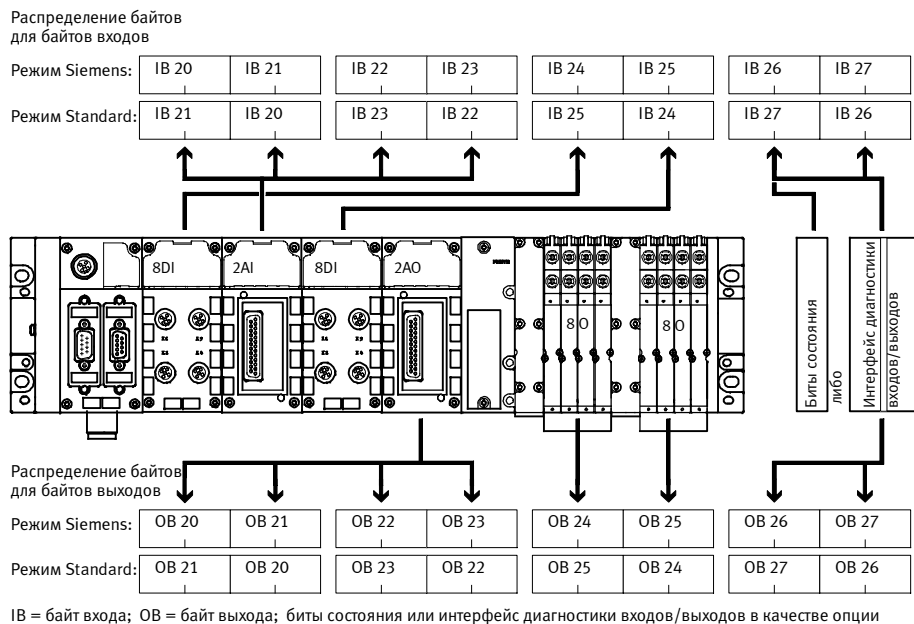 Распределение байтов
для байтов входов
Режим Siemens: IB 20 IB 21 IB 22 IB 23 IB 24 IB 25 IB 26 IB 27
Режим Standard: IB 21 IB 20 IB 23 IB 22 IB 25 IB 24 IB 27 IB 26
8DI 2AI 8DI 2AO
8O 8O
Биты состояния
либо
Интерфейс диагностики
входов/выходов
Распределение байтов
для байтов выходов
Режим Siemens: OB 20 OB 21 OB 22 OB 23 OB 24 OB 25 OB 26 OB 27
Режим Standard: OB 21 OB 20 OB 23 OB 22 OB 25 OB 24 OB 27 OB 26
IB = байт входа; OB = байт выхода; биты состояния или интерфейс диагностики входов/выходов в качестве опции